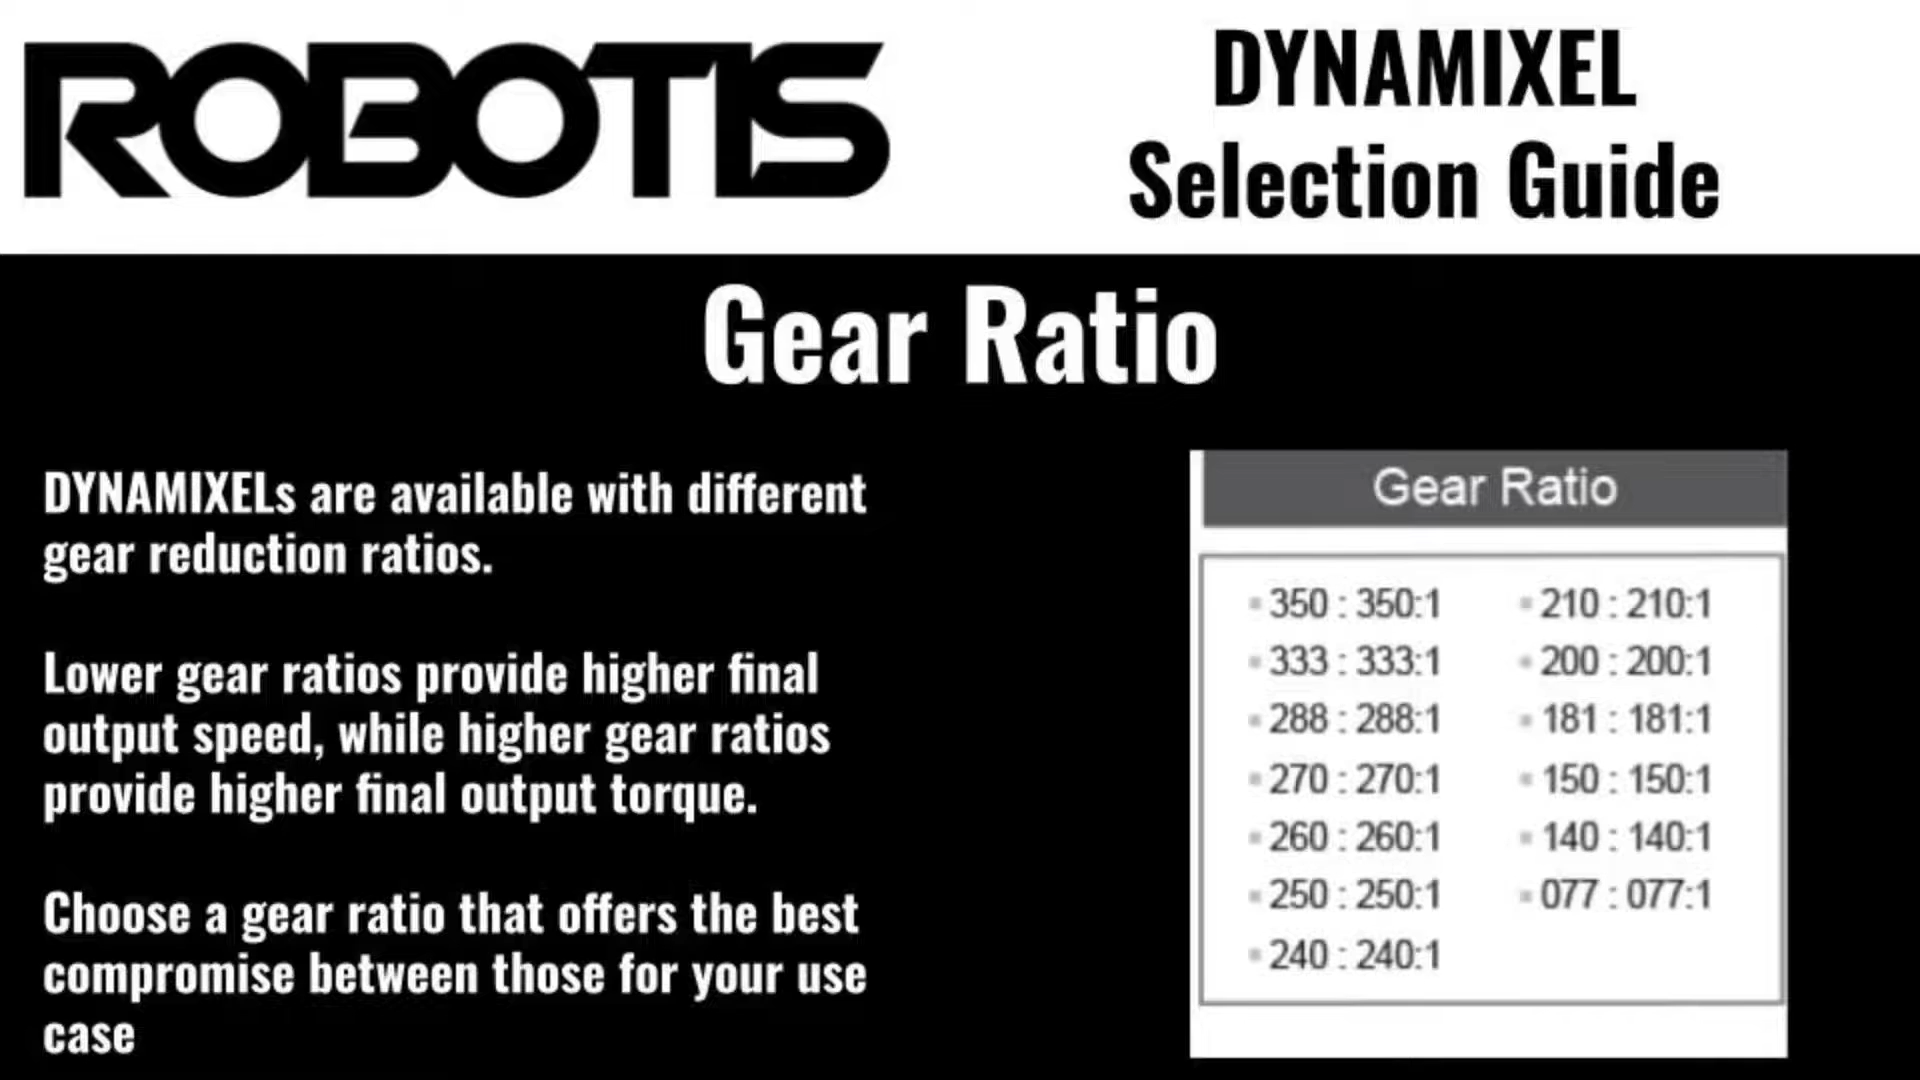 ROBOTIS
DYNAMIXEL
Selection Guide
Gear Ratio
DYNAMIXELs are available with different
gear reduction ratios.
Lower gear ratios provide higher final
output speed, while higher gear ratios
provide higher final output torque.
Choose a gear ratio that offers the best
compromise between those for your use
case
Gear Ratio
350 : 350:1
333 : 333:1
288 : 288:1
270 : 270:1
260 : 260:1
250 : 250:1
240 : 240:1
210 : 210:1
200 : 200:1
181 : 181:1
150 : 150:1
140 : 140:1
077 : 077:1